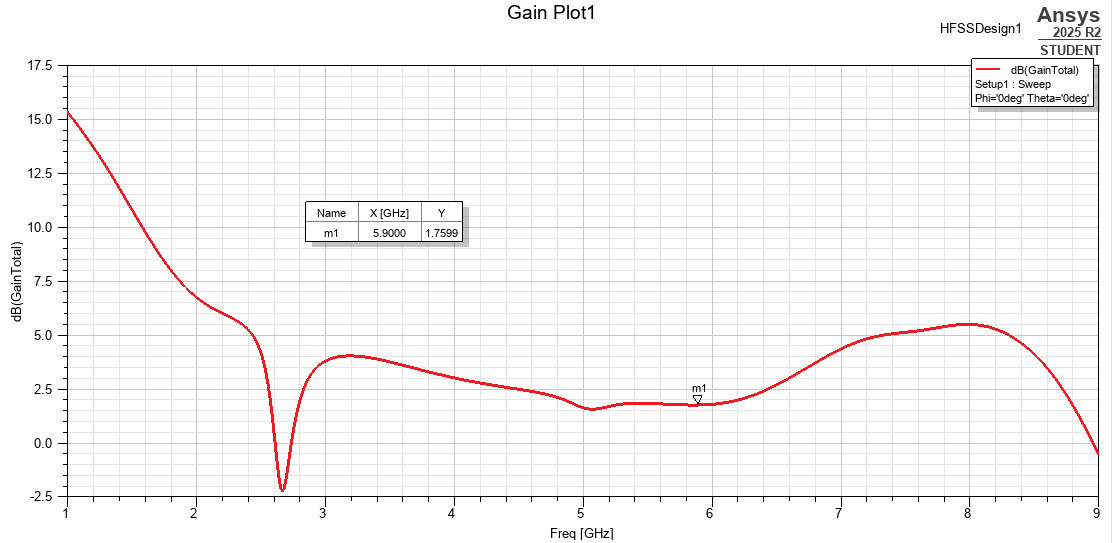 Gain Plot1
HFSSDesign1
Ansys
2025 R2
STUDENT
dB(GainTotal)
Setup1 : Sweep
Phi='0deg' Theta='0deg'
17.5
15.0
12.5
10.0
7.5
5.0
2.5
0.0
-2.5
dB(GainTotal)
Name X [GHz] Y
m1 5.9000 1.7599
m1
1 2 3 4 5 6 7 8 9
Freq [GHz]